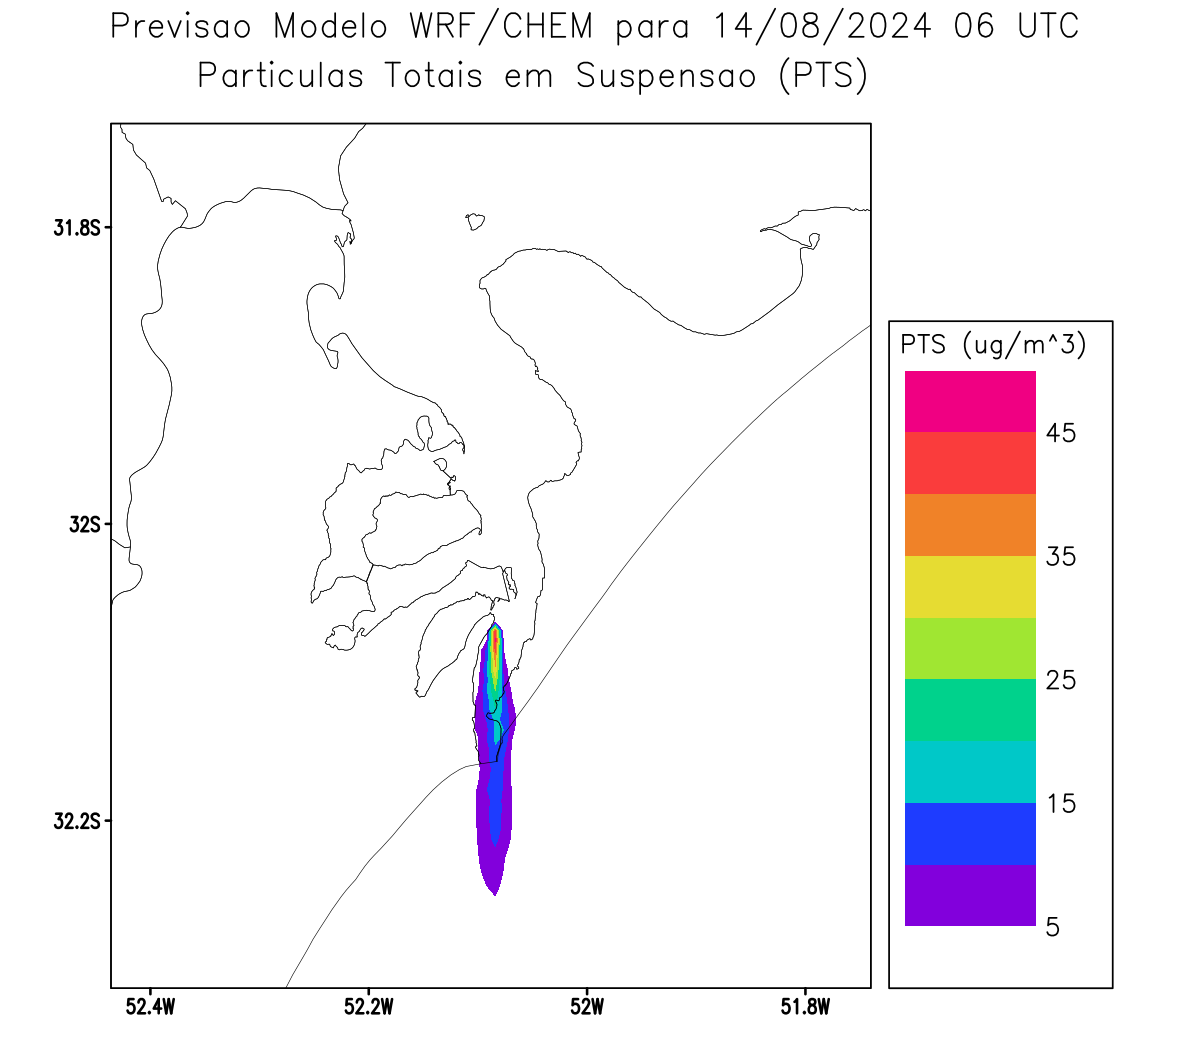 Previsao Modelo WRF/CHEM para 14/08/2024 06 UTC
Particulas Totais em Suspensao (PTS)
31.8S
32S
32.2S
52.4W
52.2W
52W
51.8W
PTS (ug/m^3)
45
35
25
15
5